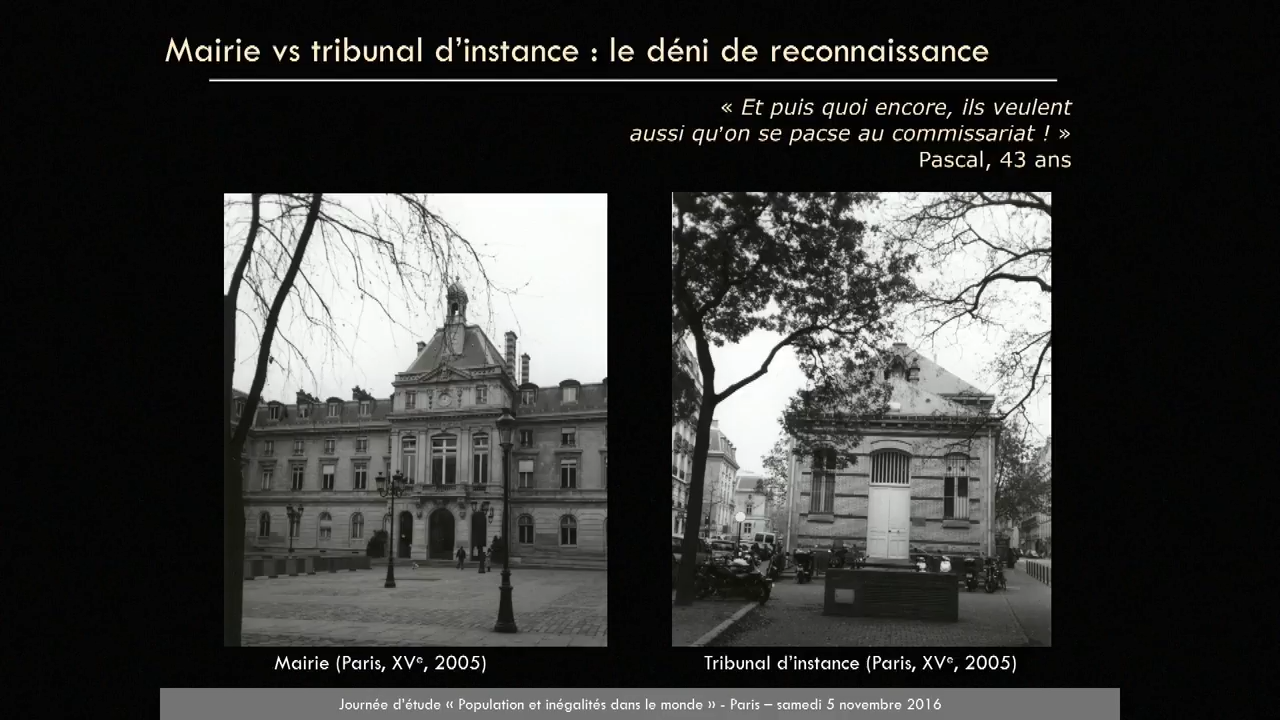 Mairie vs tribunal d’instance : le déni de reconnaissance
« Et puis quoi encore, ils veulent
aussi qu’on se pacse au commissariat ! »
Pascal, 43 ans
Mairie (Paris, XVᵉ, 2005)
Tribunal d’instance (Paris, XVᵉ, 2005)
Journée d’étude « Population et inégalités dans le monde » - Paris – samedi 5 novembre 2016